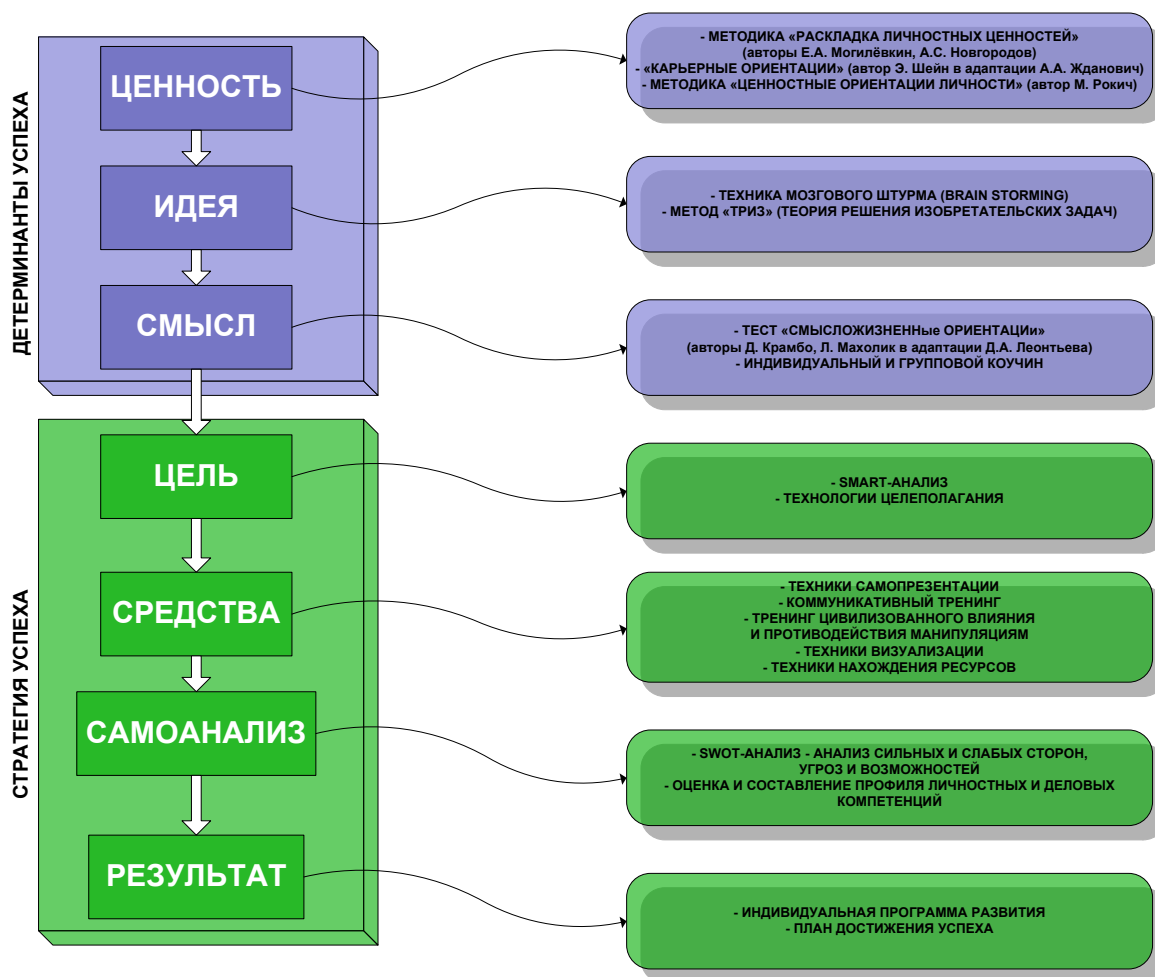 ДЕТЕРМИНАНТЫ УСПЕХА
ЦЕННОСТЬ
- МЕТОДИКА «РАСКЛАДКА ЛИЧНОСТНЫХ ЦЕННОСТЕЙ»
(авторы Е.А. Могилёвкин, А.С. Новгородов)
- «КАРЬЕРНЫЕ ОРИЕНТАЦИИ» (автор Э. Шейн в адаптации А.А. Жданович)
- МЕТОДИКА «ЦЕННОСТНЫЕ ОРИЕНТАЦИИ ЛИЧНОСТИ» (автор М. Рокич)
ИДЕЯ
- ТЕХНИКА МОЗГОВОГО ШТУРМА (BRAIN STORMING)
- МЕТОД «ТРИЗ» (ТЕОРИЯ РЕШЕНИЯ ИЗОБРЕТАТЕЛЬСКИХ ЗАДАЧ)
СМЫСЛ
- ТЕСТ «СМЫСЛОЖИЗНЕННые ОРИЕНТАЦИи»
(авторы Д. Крамбо, Л. Махолик в адаптации Д.А. Леонтьева)
- ИНДИВИДУАЛЬНЫЙ И ГРУППОВОЙ КОУЧИН
СТРАТЕГИЯ УСПЕХА
ЦЕЛЬ
- SMART-АНАЛИЗ
- ТЕХНОЛОГИИ ЦЕЛЕПОЛАГАНИЯ
СРЕДСТВА
- ТЕХНИКИ САМОПРЕЗЕНТАЦИИ
- КОММУНИКАТИВНЫЙ ТРЕНИНГ
- ТРЕНИНГ ЦИВИЛИЗОВАННОГО ВЛИЯНИЯ
И ПРОТИВОДЕЙСТВИЯ МАНИПУЛЯЦИЯМ
- ТЕХНИКИ ВИЗУАЛИЗАЦИИ
- ТЕХНИКИ НАХОЖДЕНИЯ РЕСУРСОВ
САМОАНАЛИЗ
- SWOT-АНАЛИЗ - АНАЛИЗ СИЛЬНЫХ И СЛАБЫХ СТОРОН,
УГРОЗ И ВОЗМОЖНОСТЕЙ
- ОЦЕНКА И СОСТАВЛЕНИЕ ПРОФИЛЯ ЛИЧНОСТНЫХ И ДЕЛОВЫХ
КОМПЕТЕНЦИЙ
РЕЗУЛЬТАТ
- ИНДИВИДУАЛЬНАЯ ПРОГРАММА РАЗВИТИЯ
- ПЛАН ДОСТИЖЕНИЯ УСПЕХА